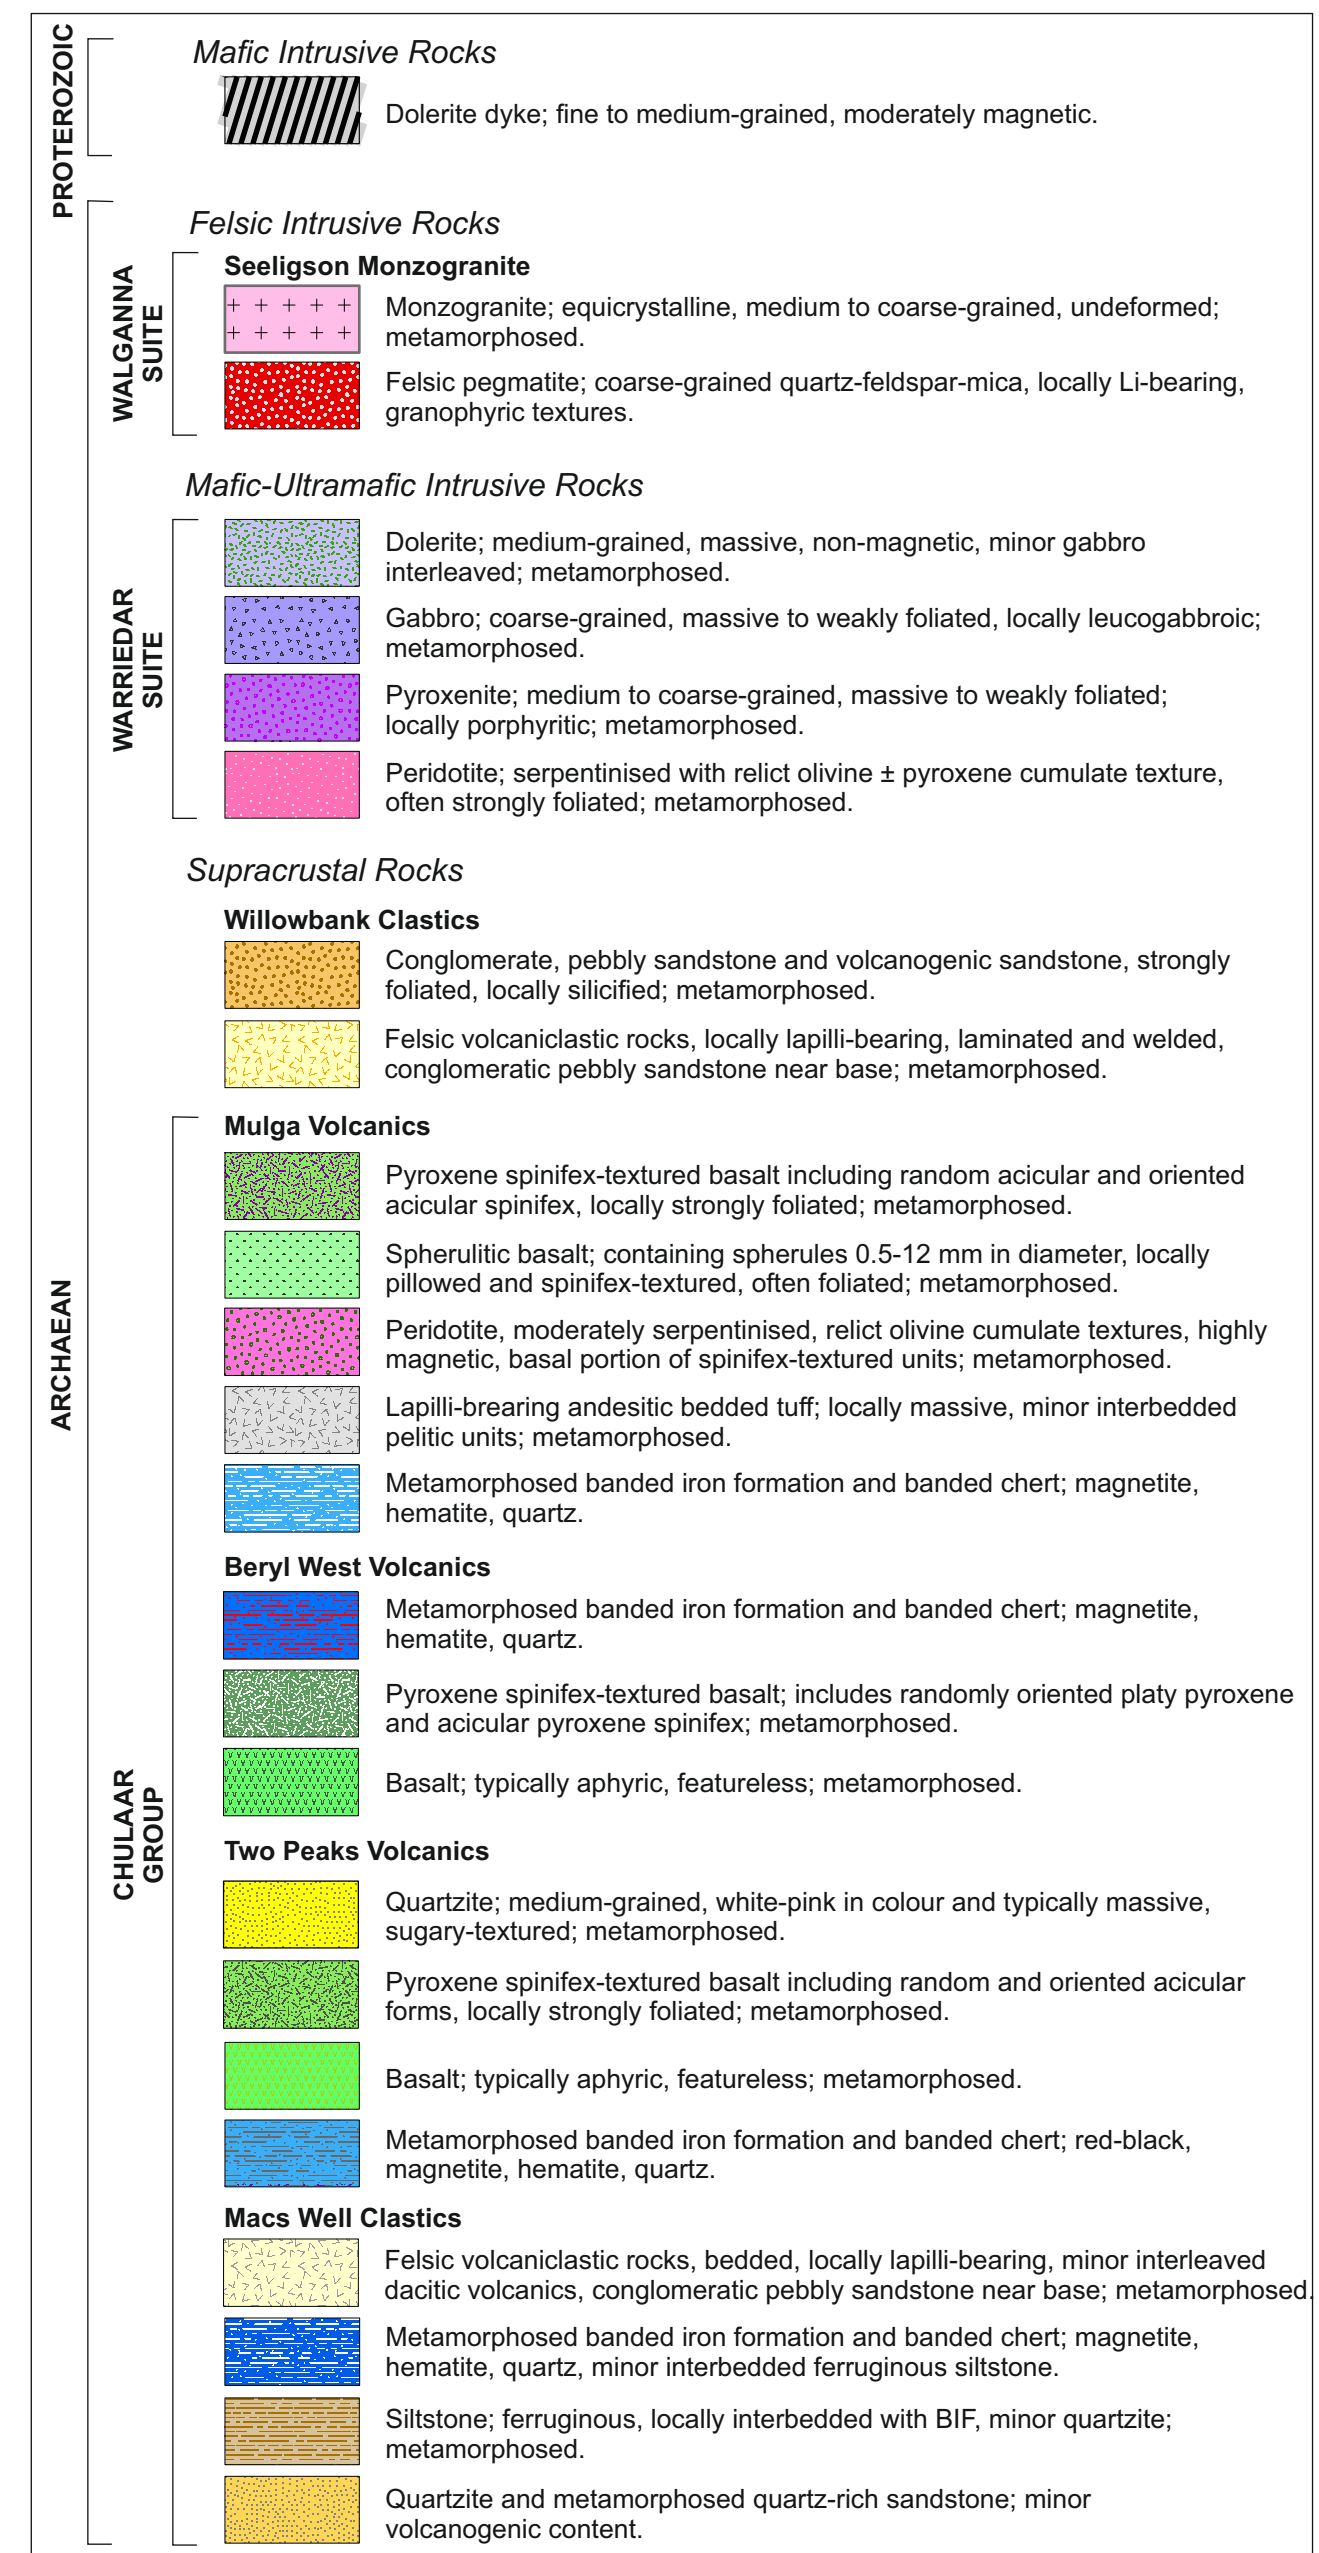 PROTEROZOIC
Mafic Intrusive Rocks
Dolerite dyke; fine to medium-grained, moderately magnetic.
ARCHAEAN
Felsic Intrusive Rocks
WALGANNA
SUITE
Seeligson Monzogranite
Monzogranite; equicrystalline, medium to coarse-grained, undeformed;
metamorphosed.
Felsic pegmatite; coarse-grained quartz-feldspar-mica, locally Li-bearing,
granophyric textures.
Mafic-Ultramafic Intrusive Rocks
WARRIEDAR
SUITE
Dolerite; medium-grained, massive, non-magnetic, minor gabbro
interleaved; metamorphosed.
Gabbro; coarse-grained, massive to weakly foliated, locally leucogabbroic;
metamorphosed.
Pyroxenite; medium to coarse-grained, massive to weakly foliated;
locally porphyritic; metamorphosed.
Peridotite; serpentinised with relict olivine ± pyroxene cumulate texture,
often strongly foliated; metamorphosed.
Supracrustal Rocks
Willowbank Clastics
Conglomerate, pebbly sandstone and volcanogenic sandstone, strongly
foliated, locally silicified; metamorphosed.
Felsic volcaniclastic rocks, locally lapilli-bearing, laminated and welded,
conglomeratic pebbly sandstone near base; metamorphosed.
CHULAAR
GROUP
Mulga Volcanics
Pyroxene spinifex-textured basalt including random acicular and oriented
acicular spinifex, locally strongly foliated; metamorphosed.
Spherulitic basalt; containing spherules 0.5-12 mm in diameter, locally
pillowed and spinifex-textured, often foliated; metamorphosed.
Peridotite, moderately serpentinised, relict olivine cumulate textures, highly
magnetic, basal portion of spinifex-textured units; metamorphosed.
Lapilli-brearing andesitic bedded tuff; locally massive, minor interbedded
pelitic units; metamorphosed.
Metamorphosed banded iron formation and banded chert; magnetite,
hematite, quartz.
Beryl West Volcanics
Metamorphosed banded iron formation and banded chert; magnetite,
hematite, quartz.
Pyroxene spinifex-textured basalt; includes randomly oriented platy pyroxene
and acicular pyroxene spinifex; metamorphosed.
Basalt; typically aphyric, featureless; metamorphosed.
Two Peaks Volcanics
Quartzite; medium-grained, white-pink in colour and typically massive,
sugary-textured; metamorphosed.
Pyroxene spinifex-textured basalt including random and oriented acicular
forms, locally strongly foliated; metamorphosed.
Basalt; typically aphyric, featureless; metamorphosed.
Metamorphosed banded iron formation and banded chert; red-black,
magnetite, hematite, quartz.
Macs Well Clastics
Felsic volcaniclastic rocks, bedded, locally lapilli-bearing, minor interleaved
dacitic volcanics, conglomeratic pebbly sandstone near base; metamorphosed.
Metamorphosed banded iron formation and banded chert; magnetite,
hematite, quartz, minor interbedded ferruginous siltstone.
Siltstone; ferruginous, locally interbedded with BIF, minor quartzite;
metamorphosed.
Quartzite and metamorphosed quartz-rich sandstone; minor
volcanogenic content.